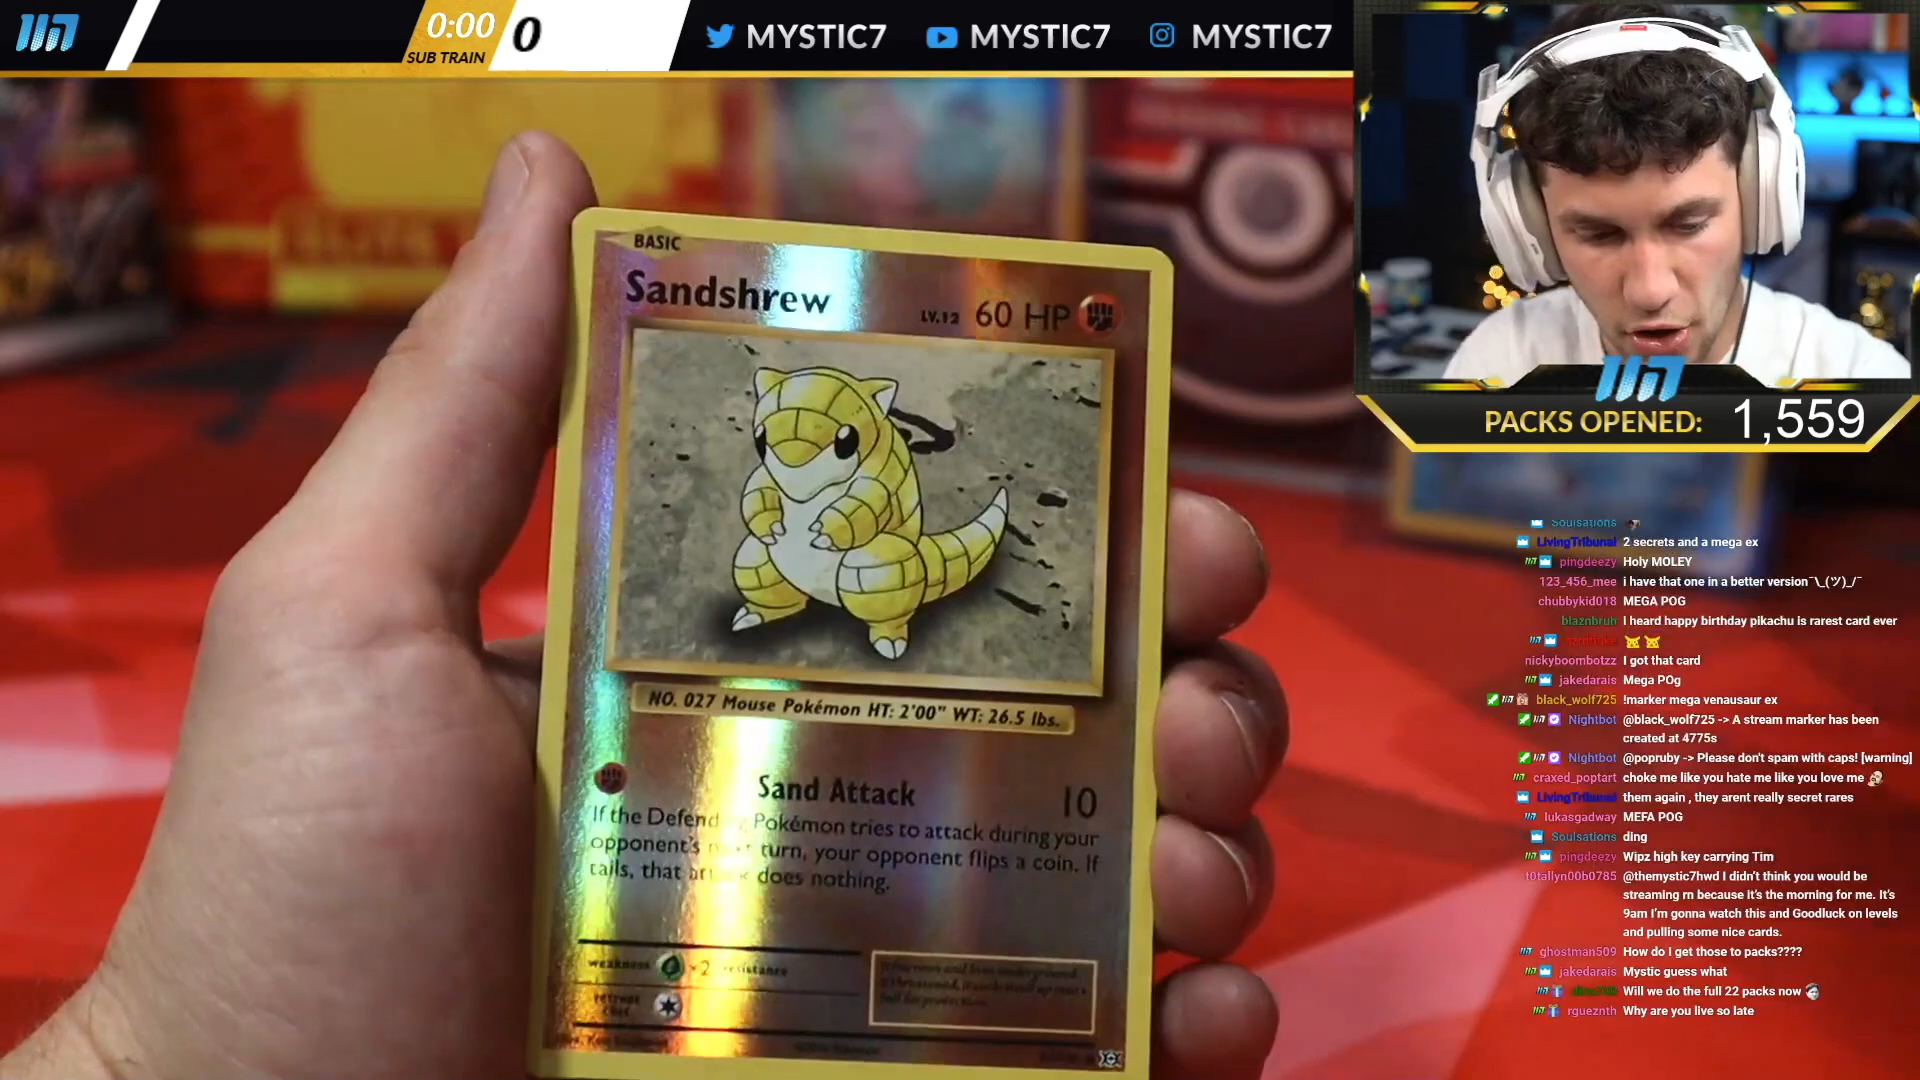 0:00
SUB TRAIN
0
MYSTIC7
MYSTIC7
MYSTIC7
BASIC
Sandshrew
LV.12 60 HP
NO. 027 Mouse Pokémon HT: 2'00" WT: 26.5 lbs.
Sand Attack 10
If the Defend Pokémon tries to attack during your
opponent's turn, your opponent flips a coin. If
tails, that does nothing.
weakness ×2 resistance
retreat
cost
PACKS OPENED: 1,559
Soulsations
LivingTribunal 2 secrets and a mega ex
pingdeezy Holy MOLEY
123_456_mee i have that one in a better version¯\_(ツ)_/¯
chubbykid018 MEGA POG
blaznbruh i heard happy birthday pikachu is rarest card ever
nickyboombotzz I got that card
jakedarais Mega POg
black_wolf725 !marker mega venausaur ex
Nightbot @black_wolf725 -> A stream marker has been
created at 4775s
Nightbot @popruby -> Please don't spam with caps! [warning]
craxed_poptart choke me like you hate me like you love me
LivingTribunal them again , they arent really secret rares
lukasgadway MEFA POG
Soulsations ding
pingdeezy Wipz high key carrying Tim
t0tallyn00b0785 @themystic7hwd I didn't think you would be
streaming rn because it's the morning for me. It's
9am I'm gonna watch this and Goodluck on levels
and pulling some nice cards.
ghostman509 How do I get those to packs????
jakedarais Mystic guess what
Will we do the full 22 packs now
rgueznth Why are you live so late